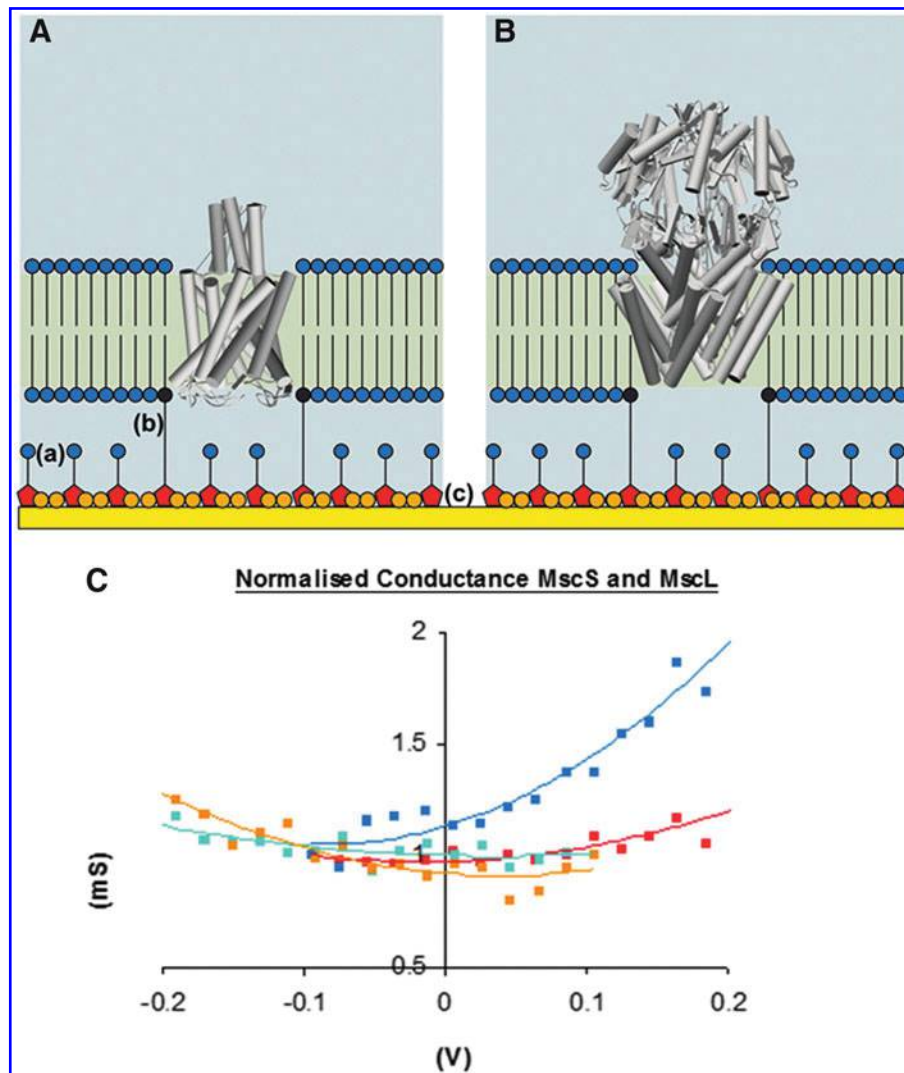 A
B
(b)
(a)
(c)
C
Normalised Conductance MscS and MscL
2
1.5
1
0.5
(mS)
-0.2 -0.1 0 0.1 0.2
(V)